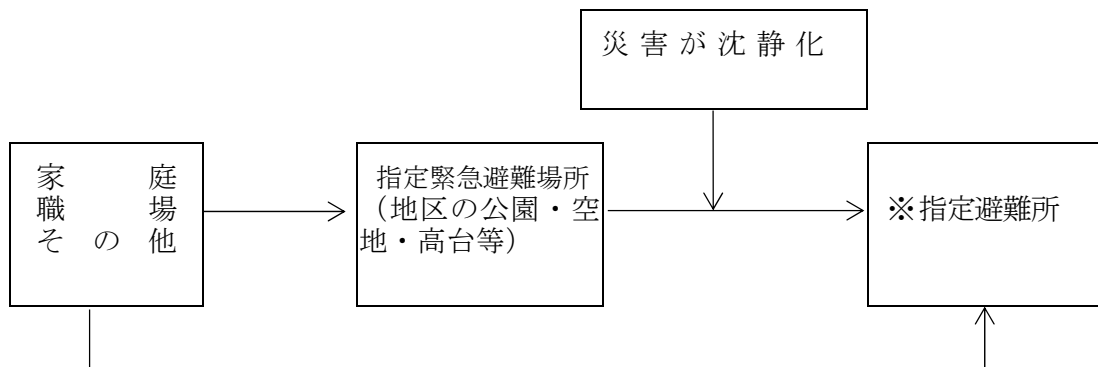 災害が沈静化
家庭
職場
その他
指定緊急避難場所
（地区の公園・空
地・高台等）
※指定避難所